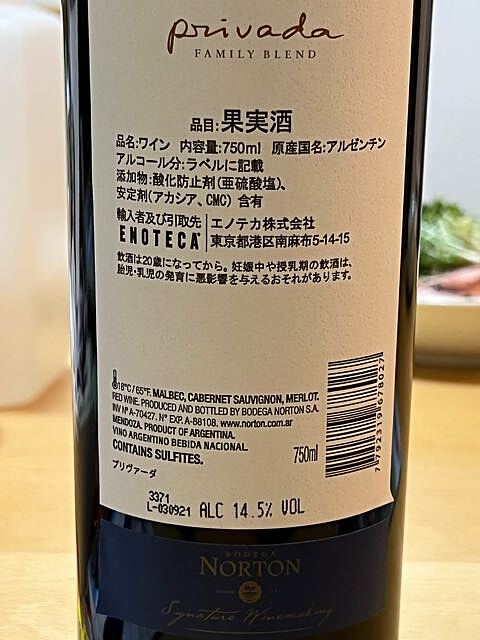 privada
FAMILY BLEND
品目:果実酒
品名:ワイン 内容量:750ml 原産国名:アルゼンチン
アルコール分:ラベルに記載
添加物:酸化防止剤(亜硫酸塩)、
安定剤(アカシア、CMC) 含有
輸入者及び引取先 エノテカ株式会社
ENOTECA 東京都港区南麻布5-14-15
飲酒は20歳になってから。妊娠中や授乳期の飲酒は、
胎児・乳児の発育に悪影響を与えるおそれがあります。
18°C/65°F. MALBEC, CABERNET SAUVIGNON, MERLOT.
RED WINE. PRODUCED AND BOTTLED BY BODEGA NORTON S.A.
INV Nº A-70427. Nº EXP. A-88108. www.norton.com.ar
MENDOZA. PRODUCT OF ARGENTINA.
VINO ARGENTINO BEBIDA NACIONAL
CONTAINS SULFITES.
750ml
プリヴァーダ
7792319678027
3371
L-030921 ALC 14.5% VOL
BODEGA
NORTON
Signature Winemaking